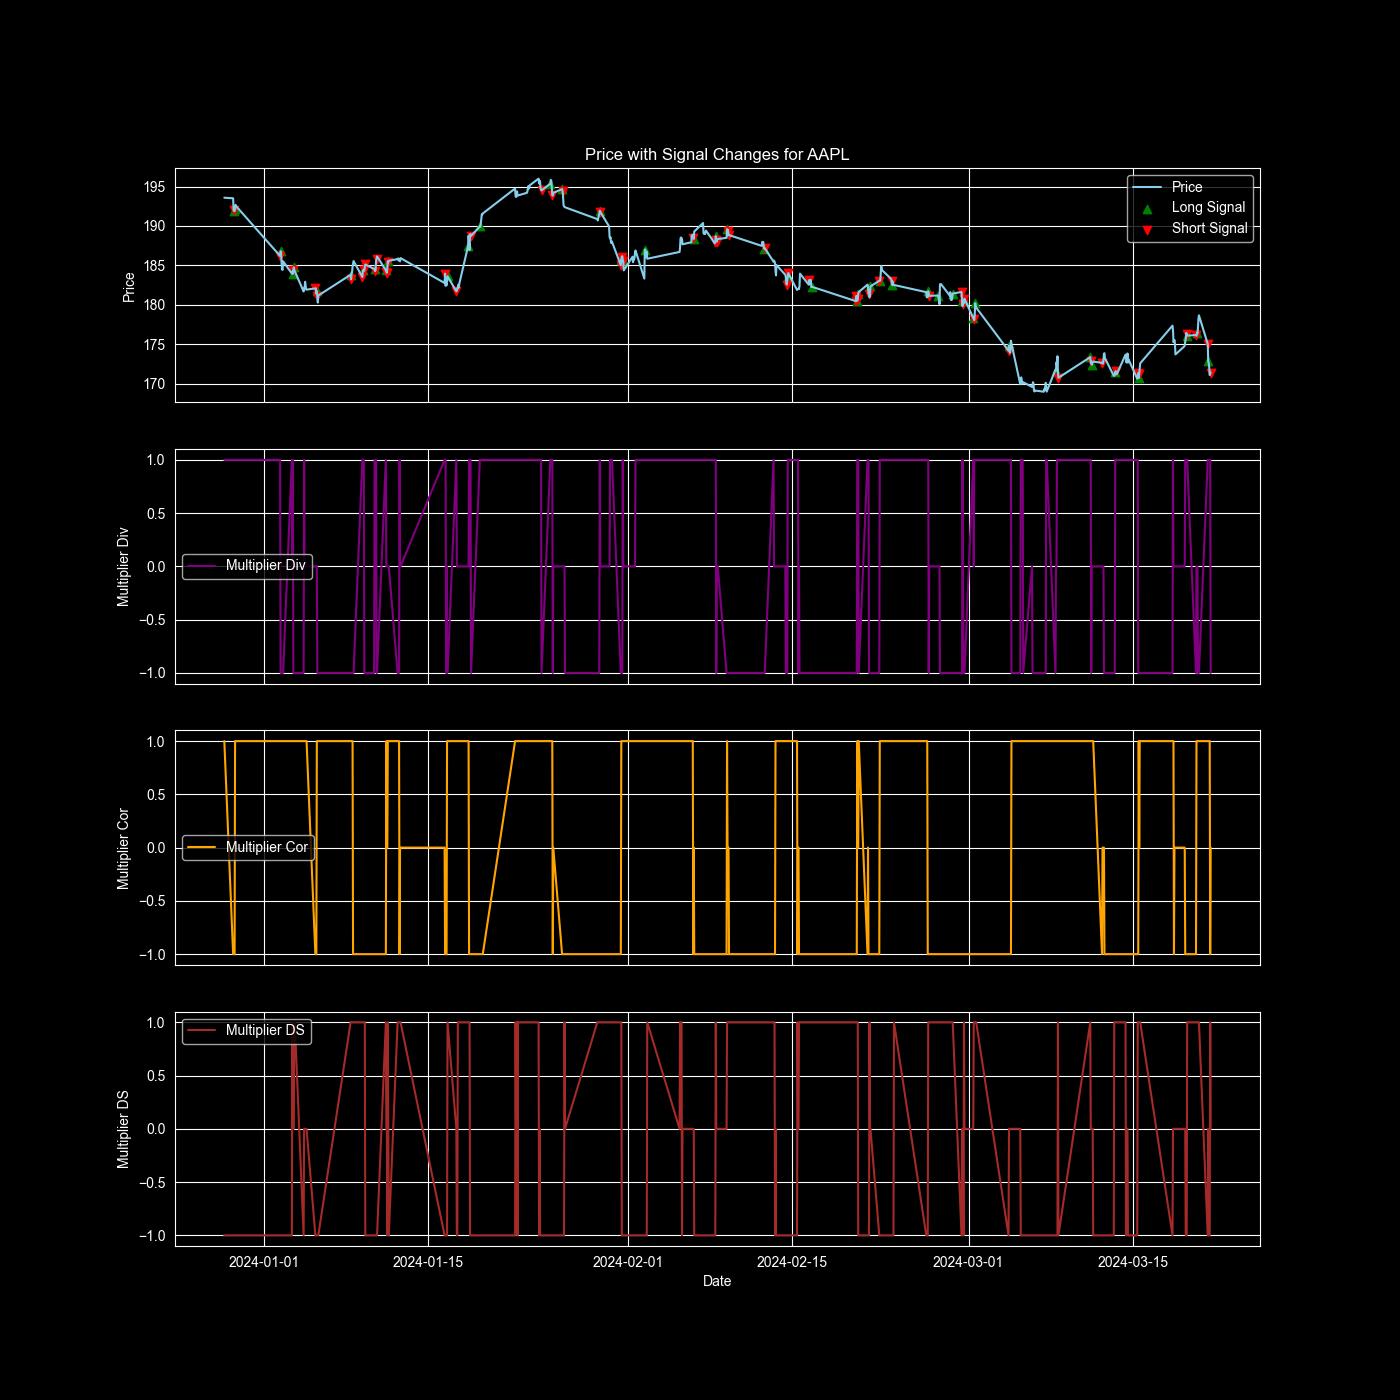 Price with Signal Changes for AAPL
195
190
185
180
175
170
Price
Price
Long Signal
Short Signal
1.0
0.5
0.0
−0.5
−1.0
Multiplier Div
Multiplier Div
1.0
0.5
0.0
−0.5
−1.0
Multiplier Cor
Multiplier Cor
1.0
0.5
0.0
−0.5
−1.0
Multiplier DS
Multiplier DS
2024-01-01 2024-01-15 2024-02-01 2024-02-15 2024-03-01 2024-03-15
Date